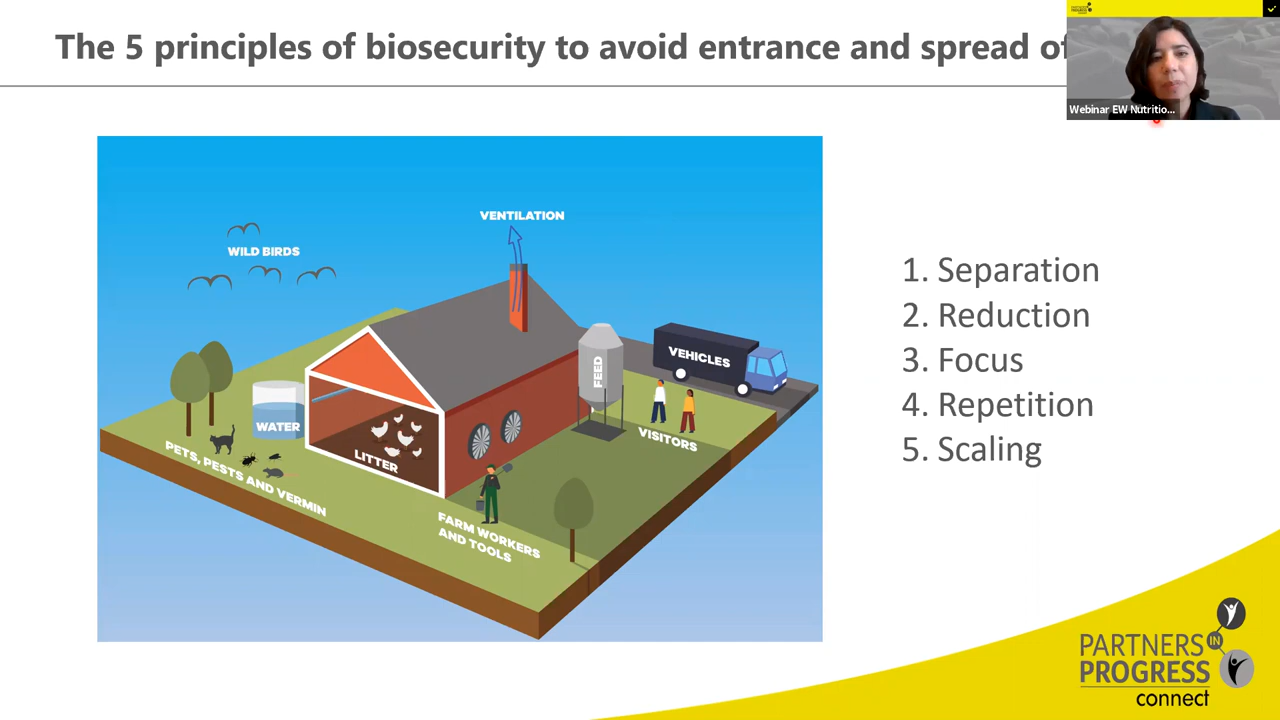 The 5 principles of biosecurity to avoid entrance and spread of
Webinar EW Nutritio...
VENTILATION
WILD BIRDS
FEED
VEHICLES
WATER
LITTER
VISITORS
PETS, PESTS AND VERMIN
FARM WORKERS
AND TOOLS
1. Separation
2. Reduction
3. Focus
4. Repetition
5. Scaling
PARTNERS
IN
PROGRESS
connect